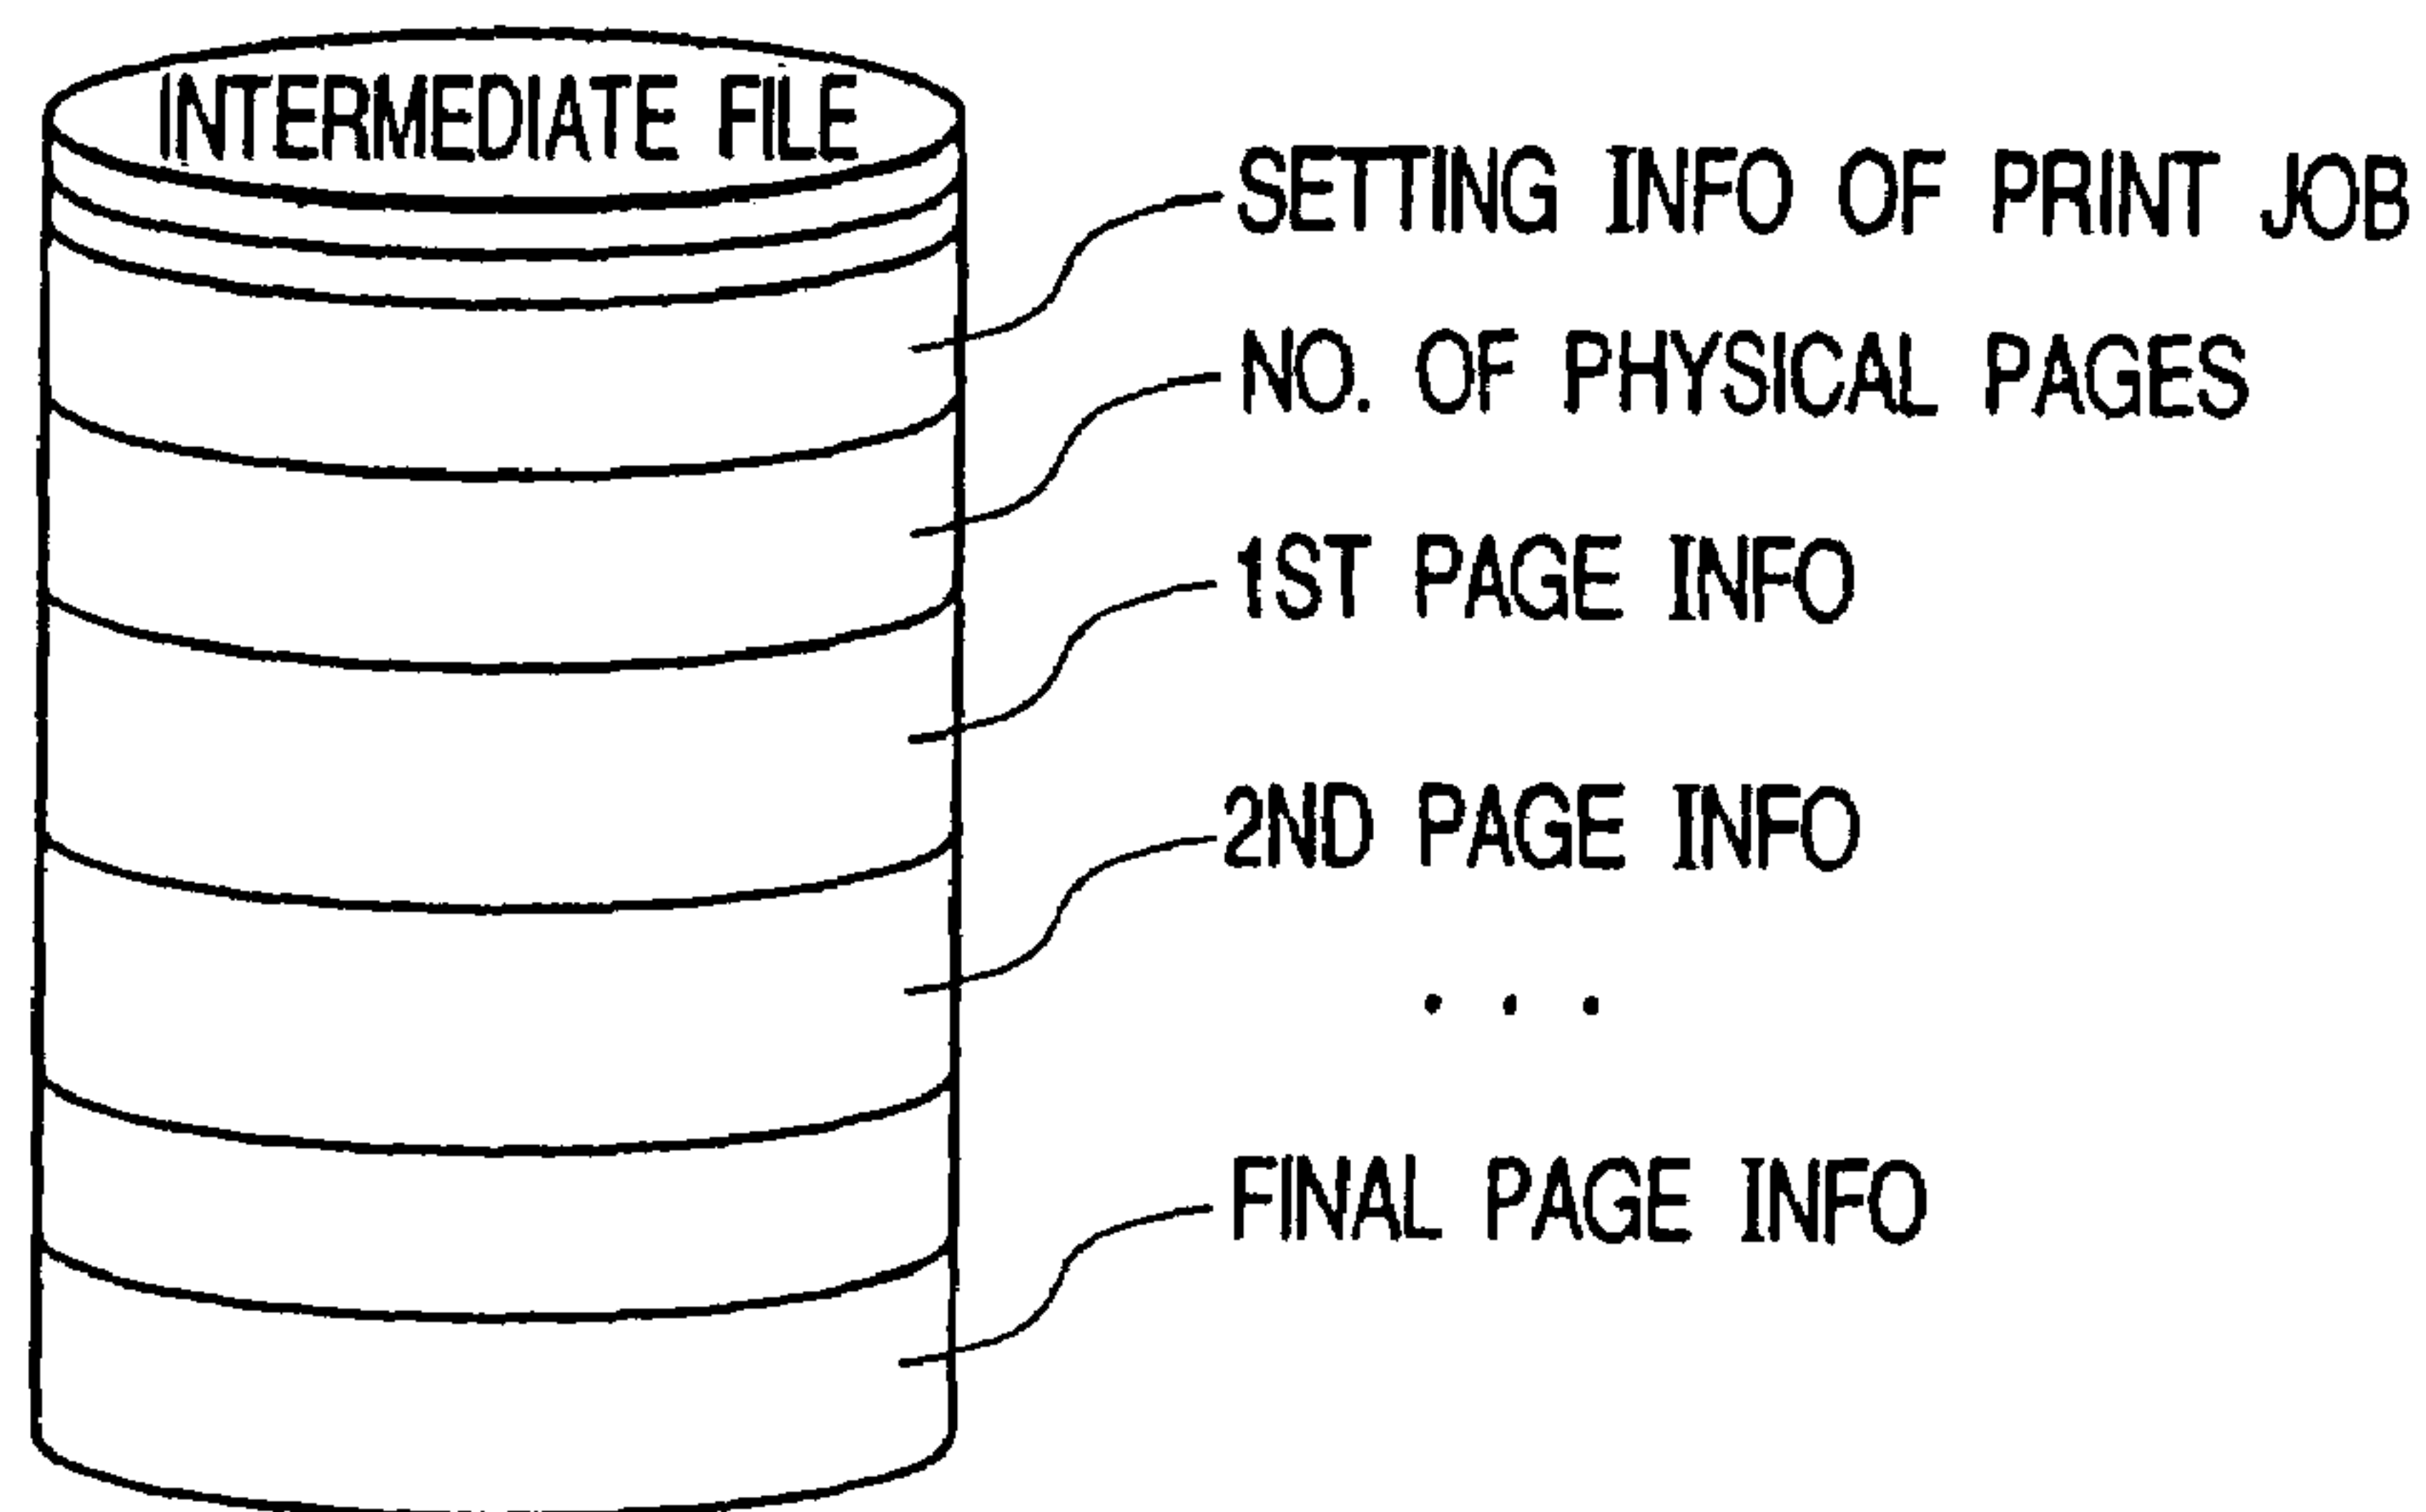 INTERMEDIATE FILE
SETTING INFO OF PRINT JOB
NO. OF PHYSICAL PAGES
1ST PAGE INFO
2ND PAGE INFO
. . .
FINAL PAGE INFO